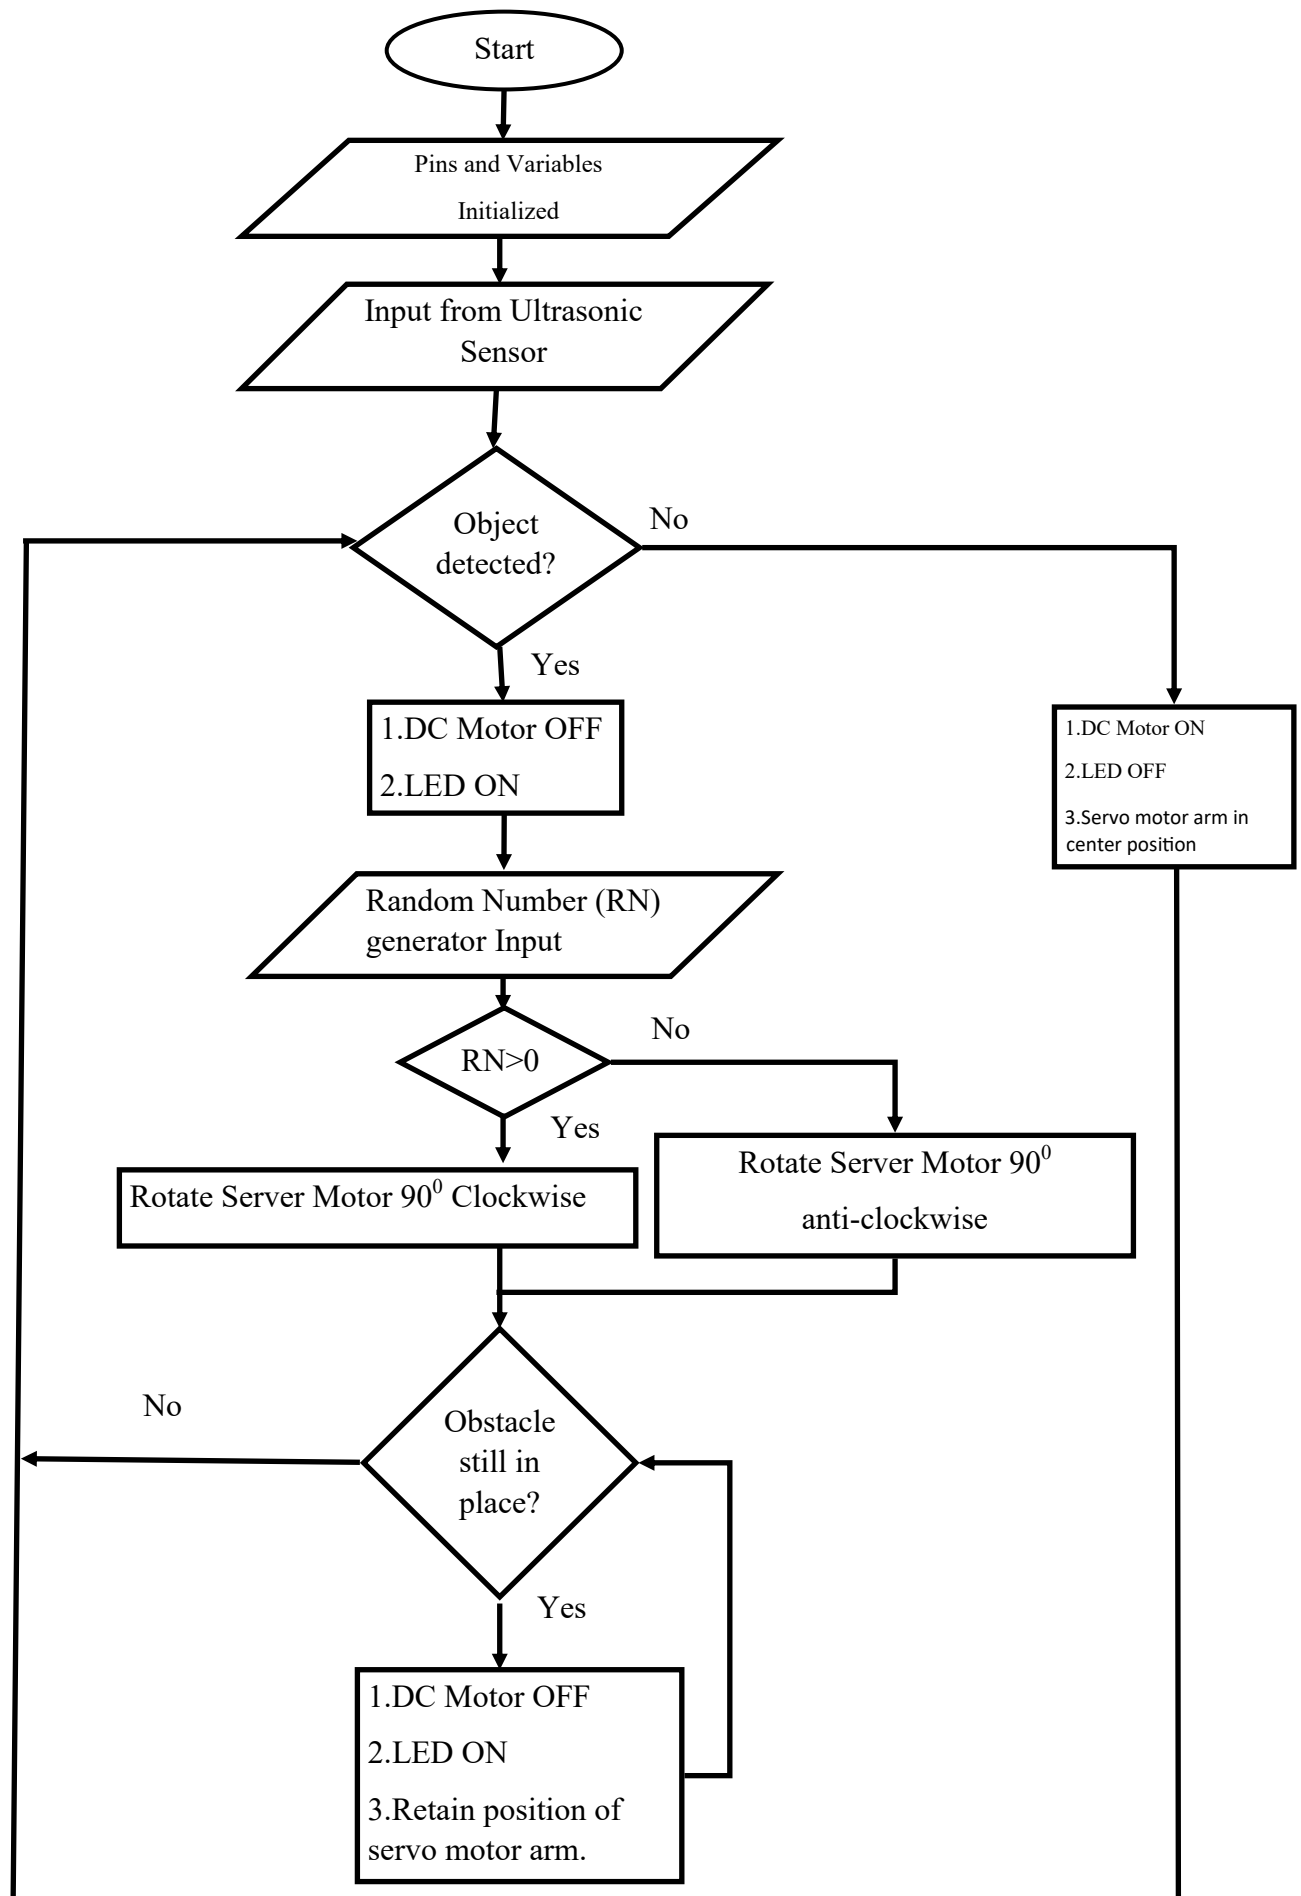 Start
Pins and Variables
Initialized
Input from Ultrasonic
Sensor
Object
detected?
No
Yes
1.DC Motor OFF
2.LED ON
1.DC Motor ON
2.LED OFF
3.Servo motor arm in
center position
Random Number (RN)
generator Input
RN>0
No
Yes
Rotate Server Motor 90⁰ Clockwise
Rotate Server Motor 90⁰
anti-clockwise
Obstacle
still in
place?
No
Yes
1.DC Motor OFF
2.LED ON
3.Retain position of
servo motor arm.